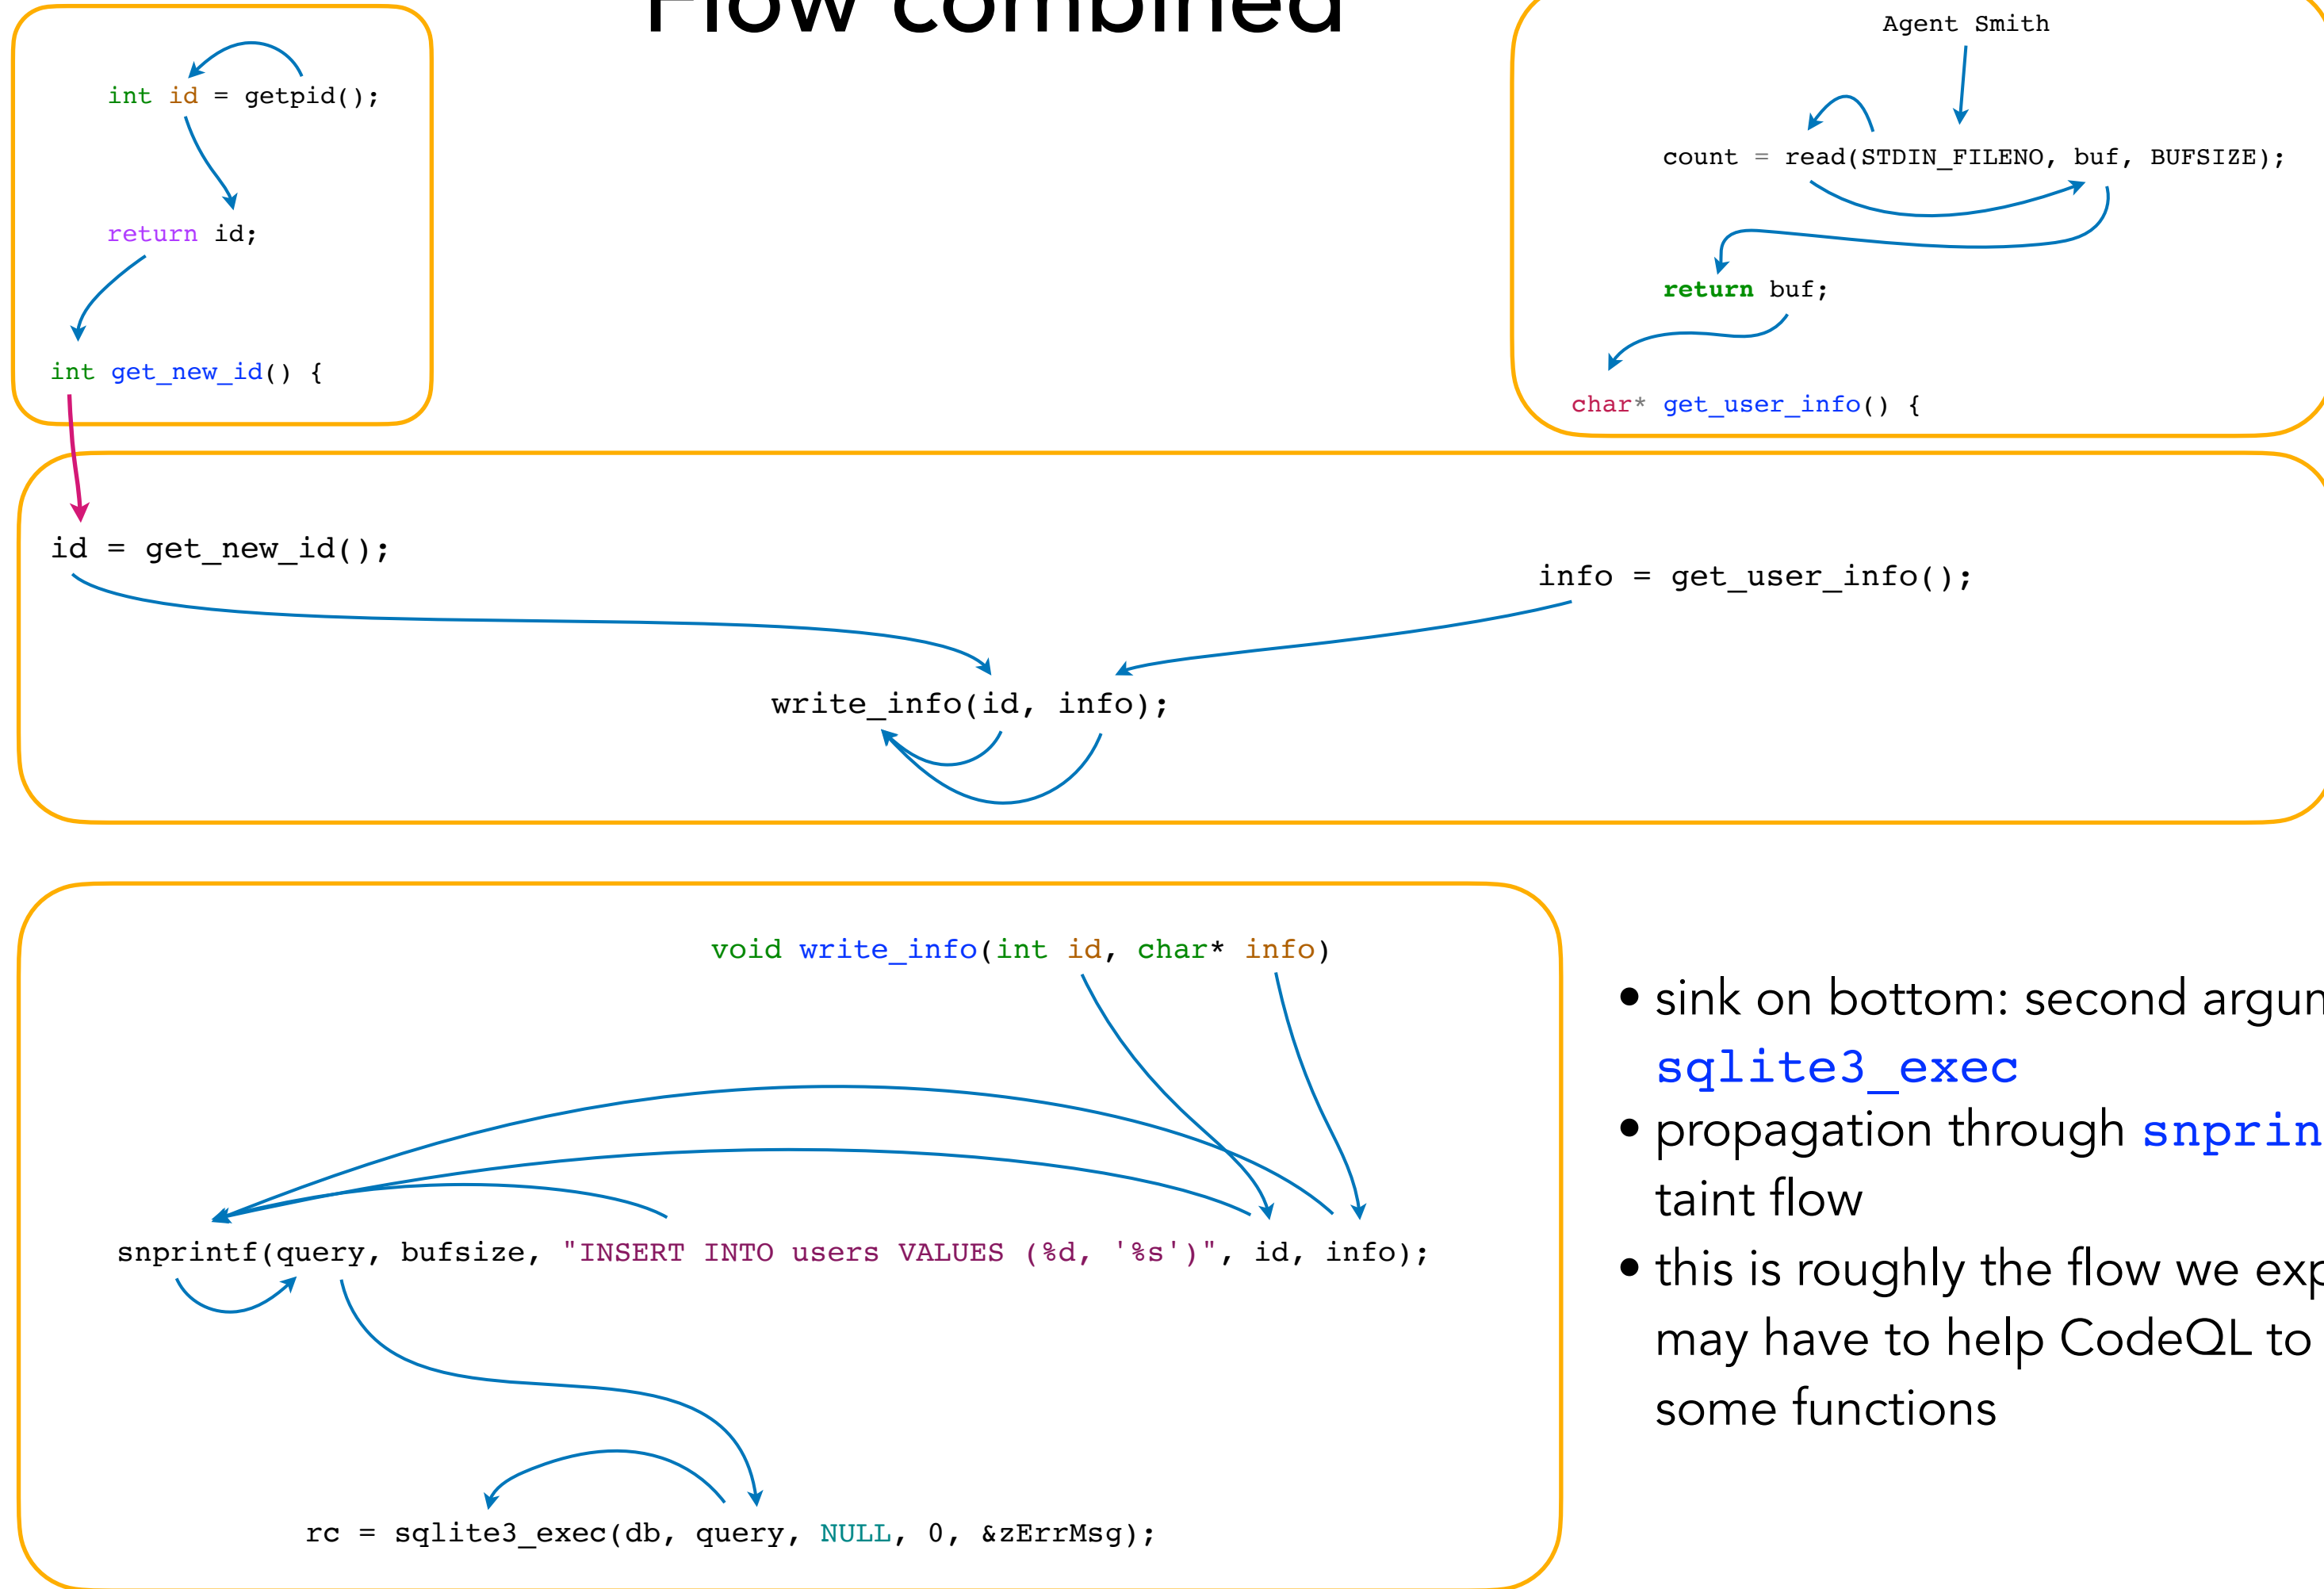 Flow combined
int id = getpid();
return id;
int get_new_id() {
Agent Smith
count = read(STDIN_FILENO, buf, BUFSIZE);
return buf;
char* get_user_info() {
id = get_new_id();
info = get_user_info();
write_info(id, info);
void write_info(int id, char* info)
snprintf(query, bufsize, "INSERT INTO users VALUES (%d, '%s')", id, info);
rc = sqlite3_exec(db, query, NULL, 0, &zErrMsg);
• sink on bottom: second
sqlite3_exec
• propagation through
taint flow
• this is roughly the flow we
may have to help CodeQL to
some functions